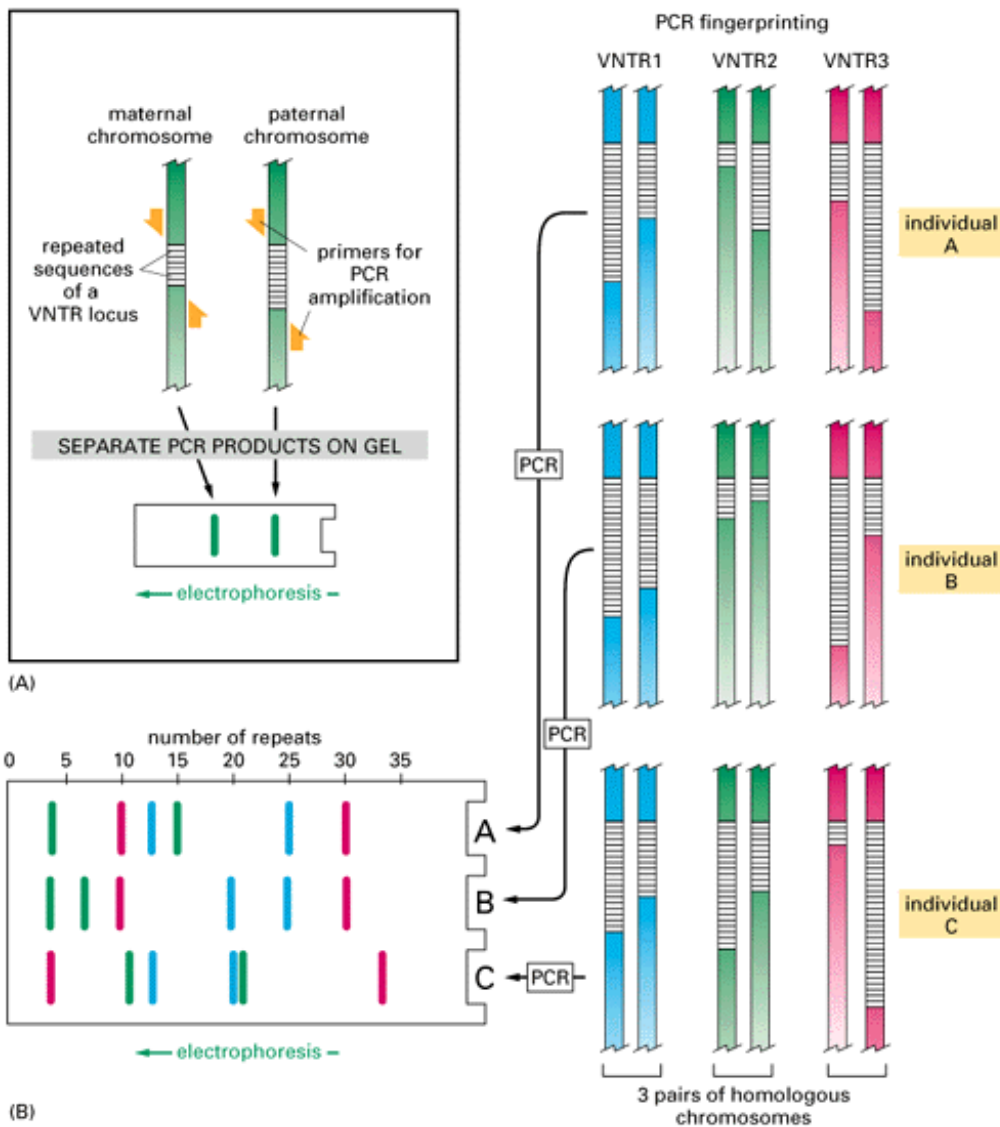 maternal
chromosome
paternal
chromosome
repeated
sequences
of a
VNTR locus
primers for
PCR
amplification
SEPARATE PCR PRODUCTS ON GEL
electrophoresis
(A)
PCR fingerprinting
VNTR1 VNTR2 VNTR3
individual
A
PCR
individual
B
PCR
individual
C
PCR
3 pairs of homologous
chromosomes
number of repeats
0 5 10 15 20 25 30 35
A
B
C
electrophoresis
(B)